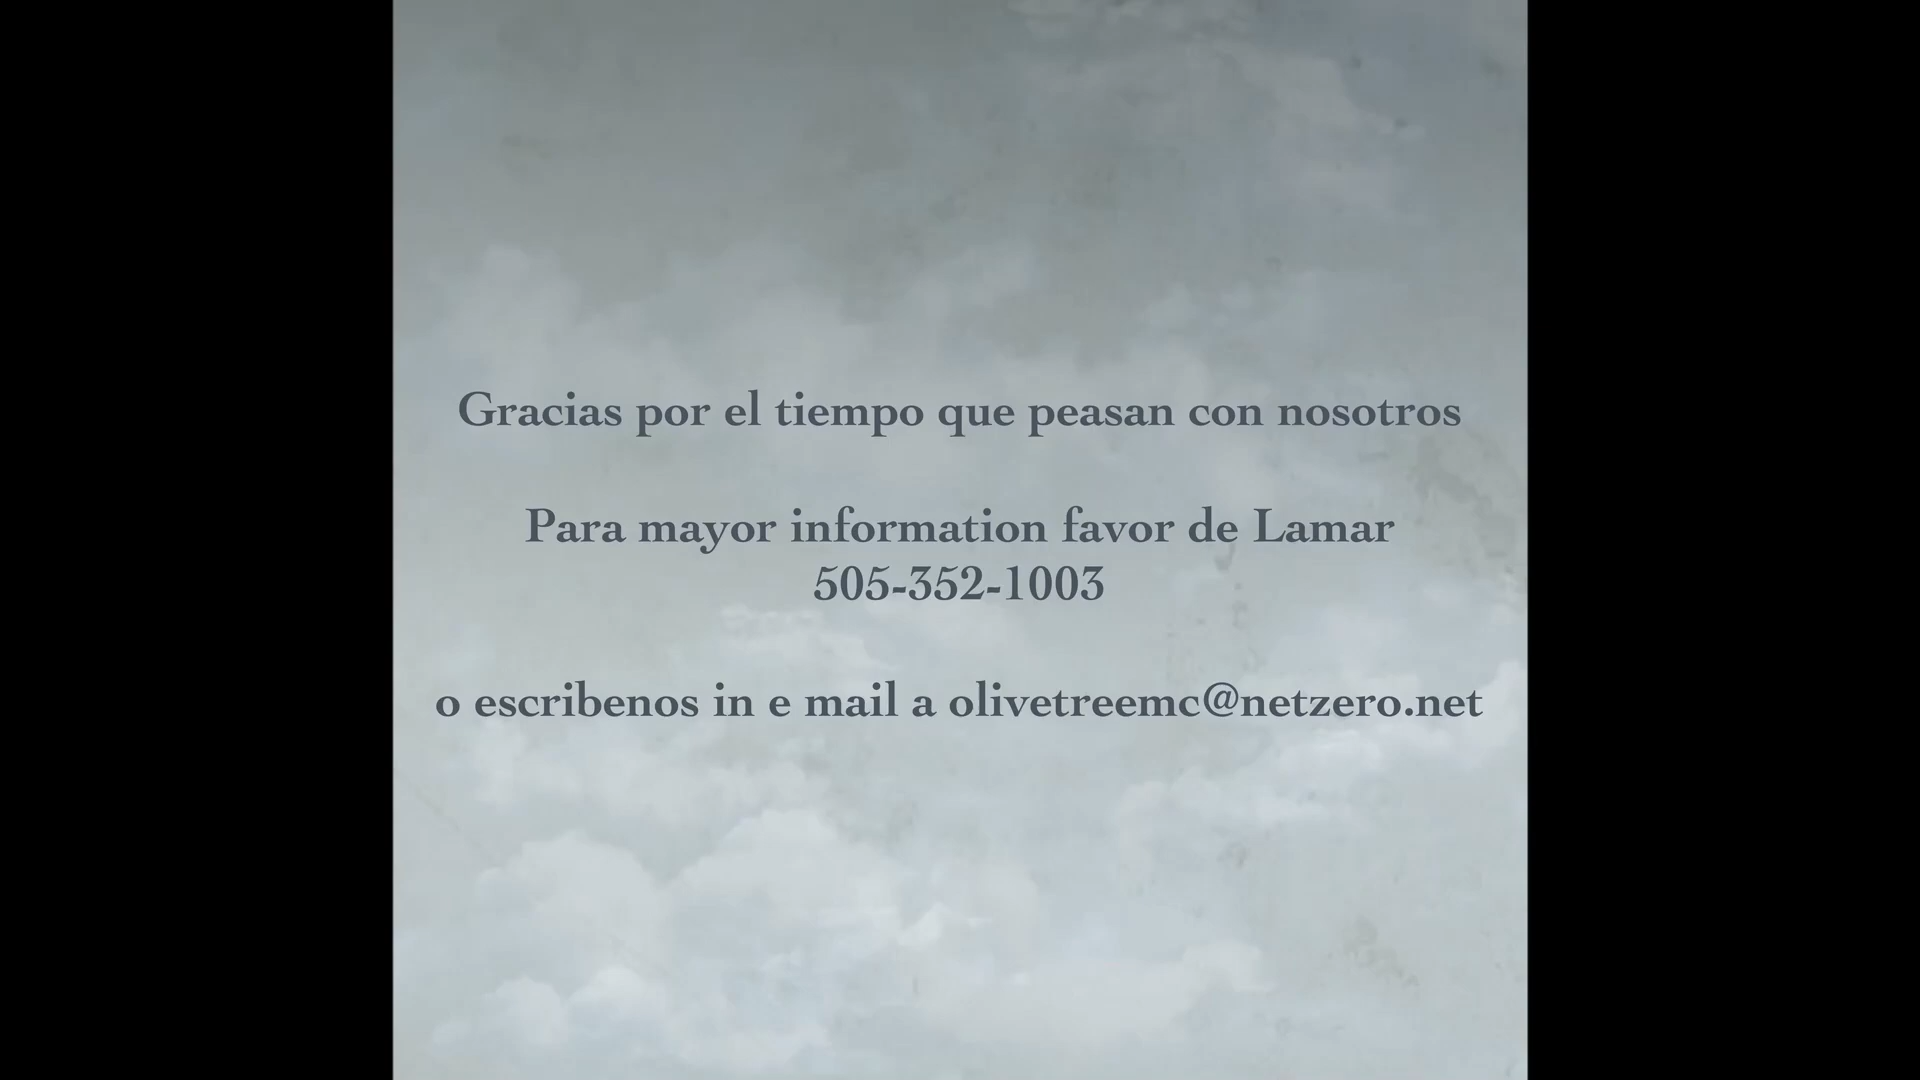 Gracias por el tiempo que peasan con nosotros
Para mayor information favor de Lamar
505-352-1003
o escribenos in e mail a olivetreemc@netzero.net